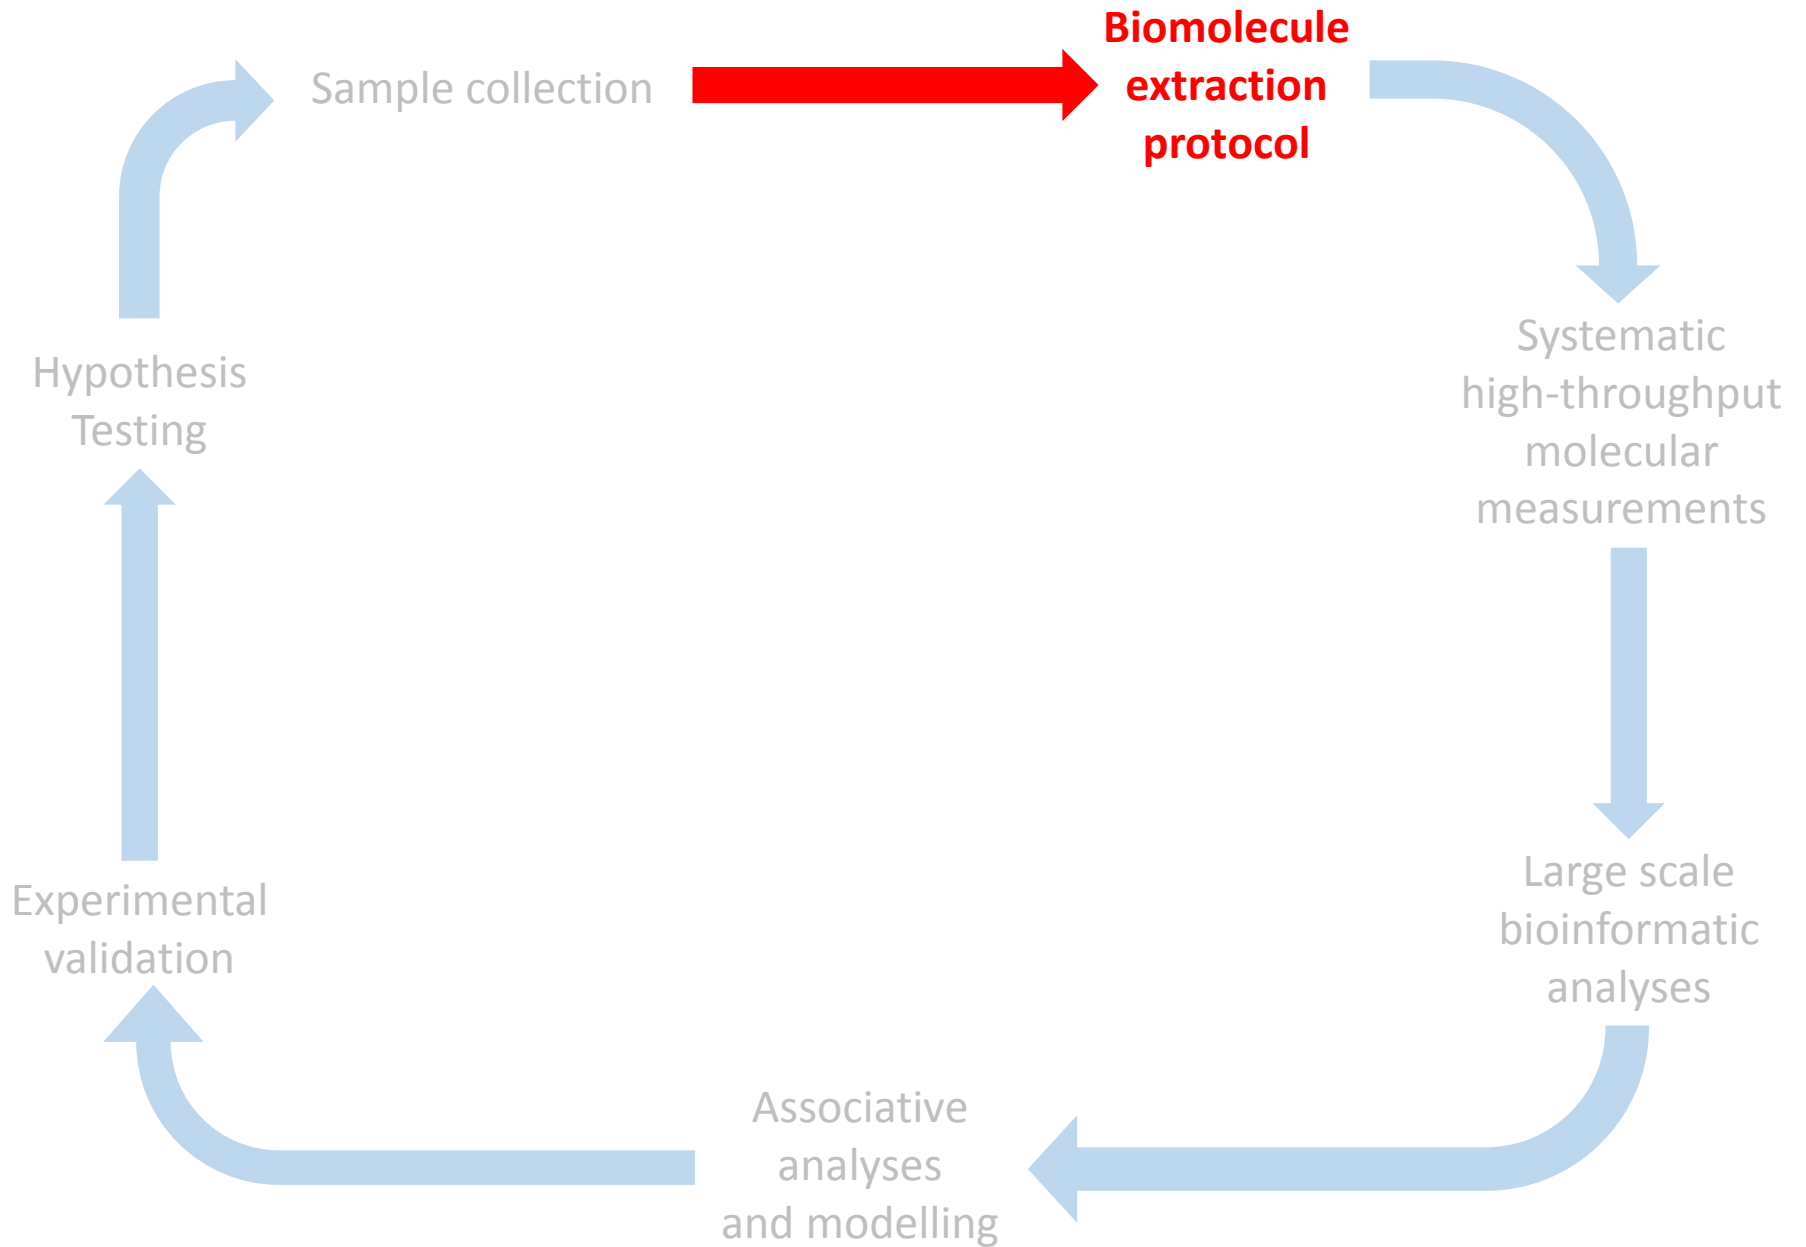 Sample collection
Biomolecule
extraction
protocol
Systematic
high-throughput
molecular
measurements
Large scale
bioinformatic
analyses
Associative
analyses
and modelling
Experimental
validation
Hypothesis
Testing